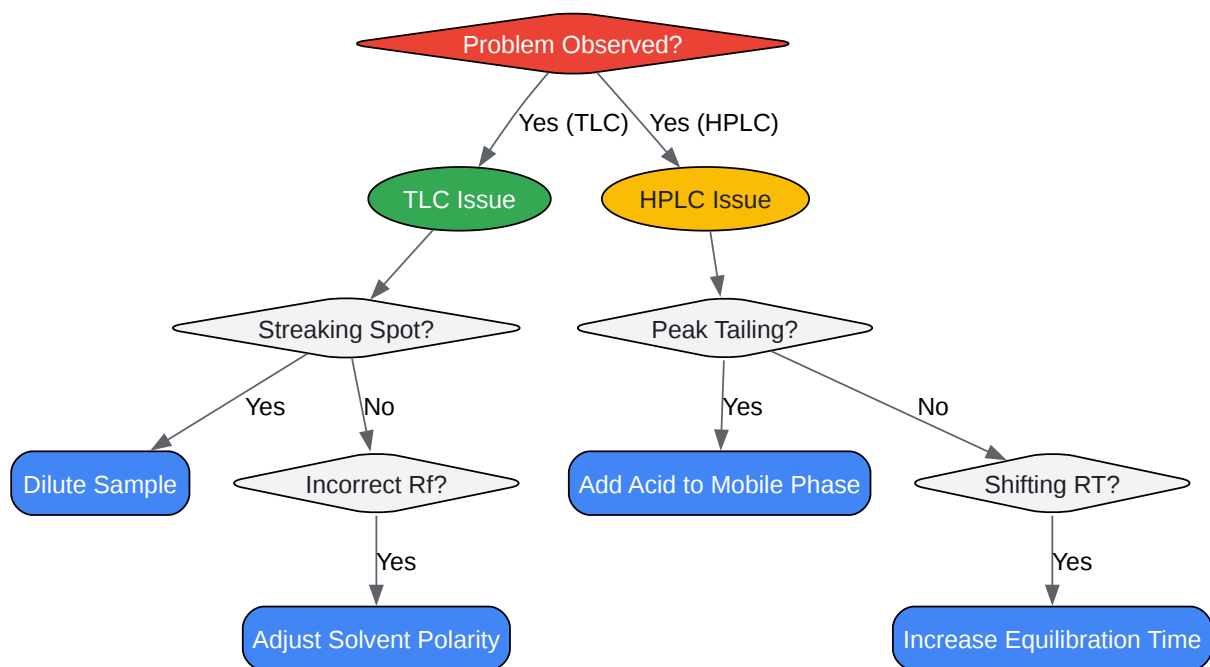 Problem Observed?
Yes (TLC)
Yes (HPLC)
TLC Issue
HPLC Issue
Streaking Spot?
Peak Tailing?
Yes
No
Yes
No
Dilute Sample
Incorrect Rf?
Add Acid to Mobile Phase
Shifting RT?
Yes
Yes
Adjust Solvent Polarity
Increase Equilibration Time